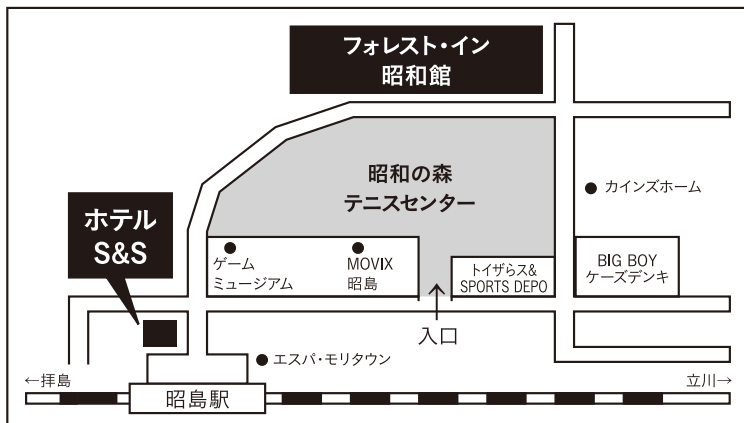 フォレスト・イン
昭和館
昭和の森
テニスセンター
カインズホーム
ホテル
S&S
ゲーム
ミュージアム
MOVIX
昭島
トイザらス&
SPORTS DEPO
BIG BOY
ケーズデンキ
入口
エスパ・モリタウン
←拝島
昭島駅
立川→